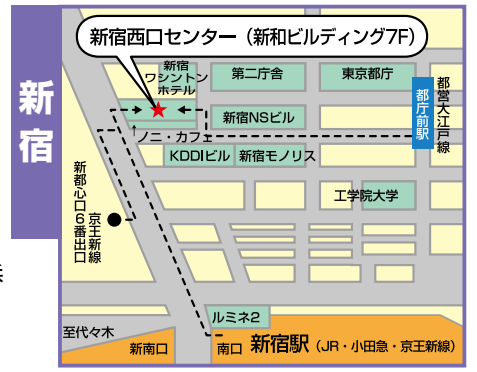 新宿
新宿西口センター（新和ビルディング7F）
新宿
ワシントン
ホテル
第二庁舎
東京都庁
都庁前駅
都営大江戸線
新宿NSビル
ノニ・カフェ
KDDIビル
新宿モノリス
工学院大学
新都心口6番出口
京王新線
ルミネ2
至代々木
新南口
南口
新宿駅（JR・小田急・京王新線）